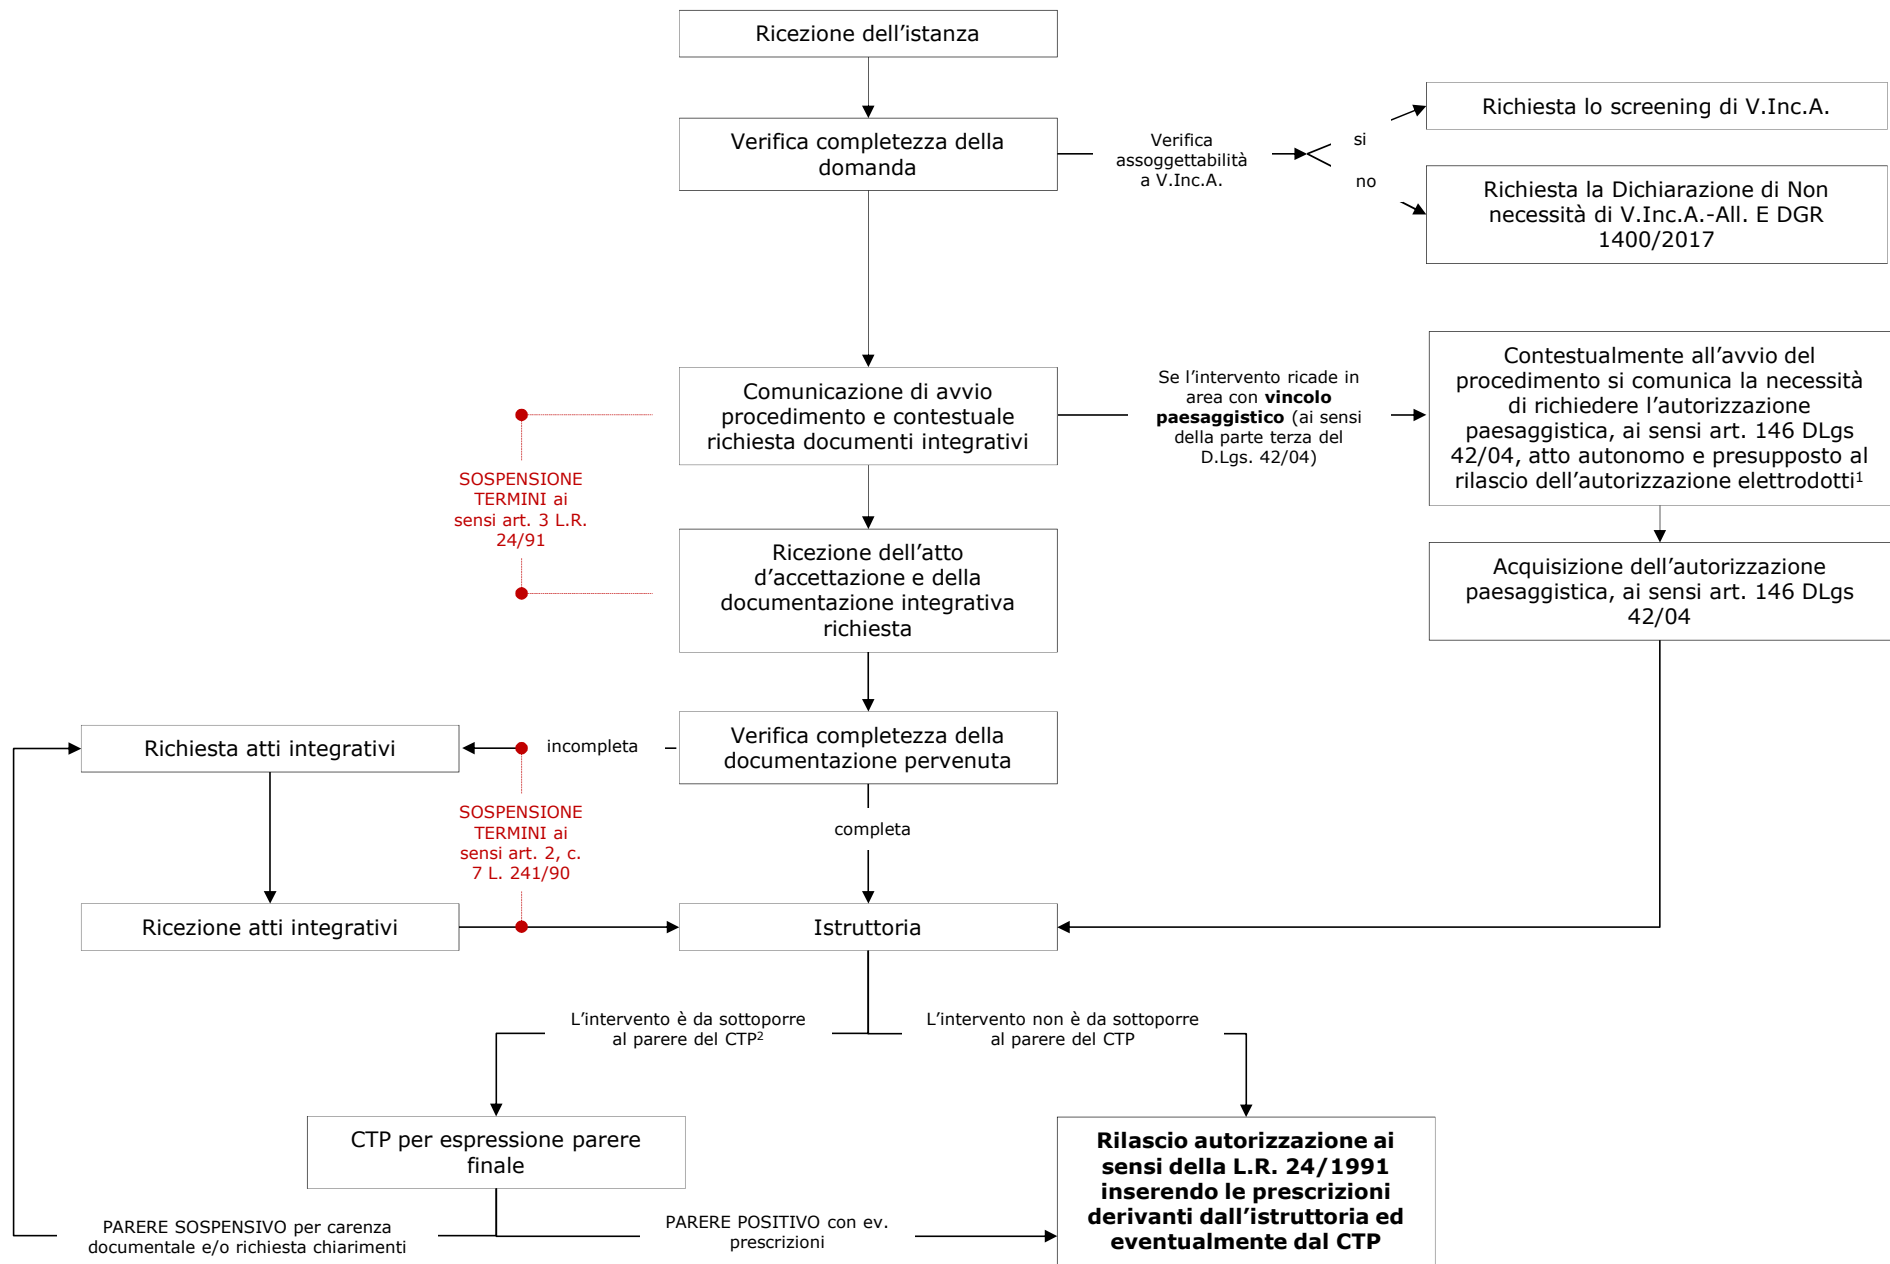 Ricezione dell’istanza
Verifica completezza della
domanda
Verifica
assoggettabilità
a V.Inc.A.
si
no
Richiesta lo screening di V.Inc.A.
Richiesta la Dichiarazione di Non
necessità di V.Inc.A.-All. E DGR
1400/2017
Comunicazione di avvio
procedimento e contestuale
richiesta documenti integrativi
Se l’intervento ricade in
area con vincolo
paesaggistico (ai sensi
della parte terza del
D.Lgs. 42/04)
Contestualmente all’avvio del
procedimento si comunica la necessità
di richiedere l’autorizzazione
paesaggistica, ai sensi art. 146 DLgs
42/04, atto autonomo e presupposto al
rilascio dell’autorizzazione elettrodotti¹
SOSPENSIONE
TERMINI ai
sensi art. 3 L.R.
24/91
Ricezione dell’atto
d’accettazione e della
documentazione integrativa
richiesta
Acquisizione dell’autorizzazione
paesaggistica, ai sensi art. 146 DLgs
42/04
Richiesta atti integrativi
incompleta
Verifica completezza della
documentazione pervenuta
SOSPENSIONE
TERMINI ai
sensi art. 2, c.
7 L. 241/90
completa
Ricezione atti integrativi
Istruttoria
L’intervento è da sottoporre
al parere del CTP²
L’intervento non è da sottoporre
al parere del CTP
CTP per espressione parere
finale
Rilascio autorizzazione ai
sensi della L.R. 24/1991
inserendo le prescrizioni
derivanti dall’istruttoria ed
eventualmente dal CTP
PARERE SOSPENSIVO per carenza
documentale e/o richiesta chiarimenti
PARERE POSITIVO con ev.
prescrizioni